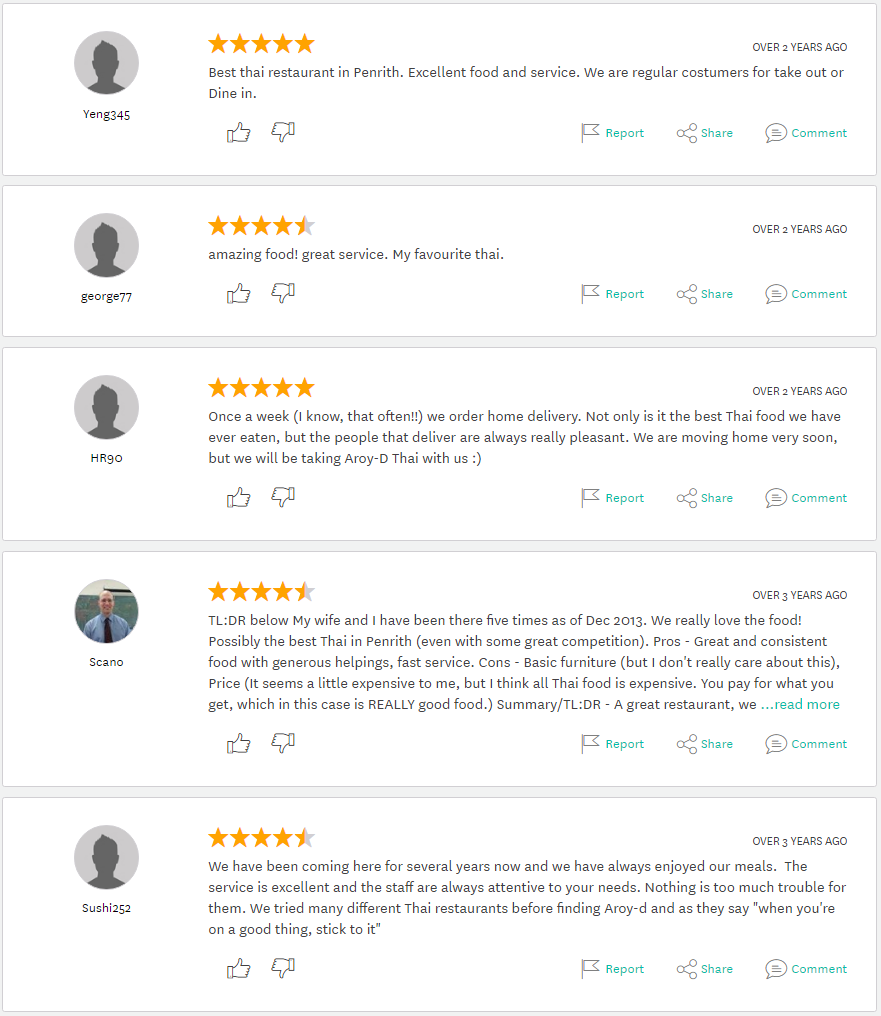 OVER 2 YEARS AGO
Best thai restaurant in Penrith. Excellent food and service. We are regular costumers for take out or
Dine in.
Yeng345
Report Share Comment
OVER 2 YEARS AGO
amazing food! great service. My favourite thai.
george77
Report Share Comment
OVER 2 YEARS AGO
Once a week (I know, that often!!) we order home delivery. Not only is it the best Thai food we have
ever eaten, but the people that deliver are always really pleasant. We are moving home very soon,
but we will be taking Aroy-D Thai with us :)
HR90
Report Share Comment
OVER 3 YEARS AGO
TL:DR below My wife and I have been there five times as of Dec 2013. We really love the food!
Possibly the best Thai in Penrith (even with some great competition). Pros - Great and consistent
food with generous helpings, fast service. Cons - Basic furniture (but I don't really care about this),
Price (It seems a little expensive to me, but I think all Thai food is expensive. You pay for what you
get, which in this case is REALLY good food.) Summary/TL:DR - A great restaurant, we ...read more
Scano
Report Share Comment
OVER 3 YEARS AGO
We have been coming here for several years now and we have always enjoyed our meals.  The
service is excellent and the staff are always attentive to your needs. Nothing is too much trouble for
them. We tried many different Thai restaurants before finding Aroy-d and as they say "when you're
on a good thing, stick to it"
Sushi252
Report Share Comment